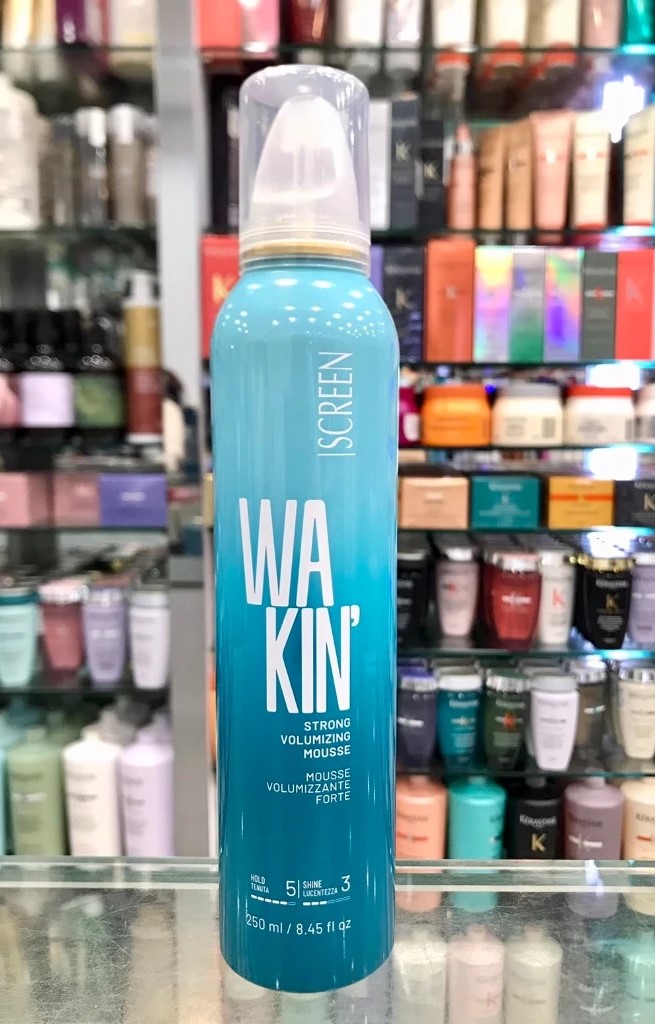 SCREEN
WA
KIN'
STRONG
VOLUMIZING
MOUSSE
MOUSSE
VOLUMIZZANTE
FORTE
HOLD
TENUTA 5
SHINE
LUCENTEZZA 3
250 ml / 8.45 fl oz